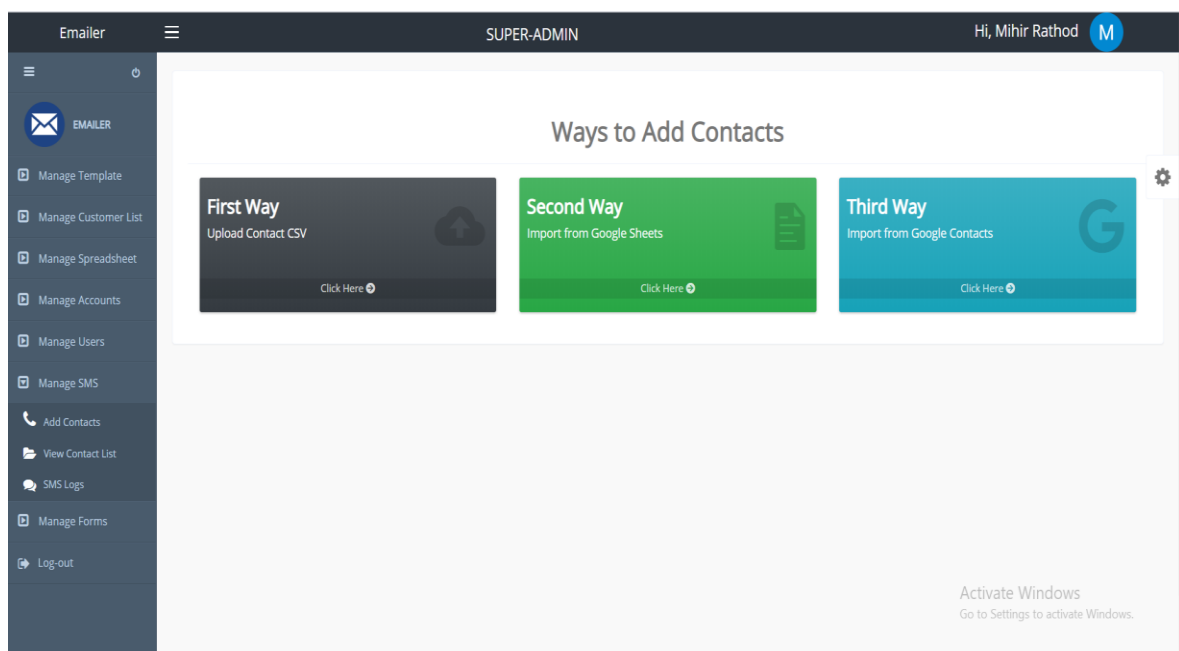 Emailer
SUPER-ADMIN
Hi, Mihir Rathod
M
EMAILER
Manage Template
Manage Customer List
Manage Spreadsheet
Manage Accounts
Manage Users
Manage SMS
Add Contacts
View Contact List
SMS Logs
Manage Forms
Log-out
Ways to Add Contacts
First Way
Upload Contact CSV
Click Here
Second Way
Import from Google Sheets
Click Here
Third Way
Import from Google Contacts
G
Click Here
Activate Windows
Go to Settings to activate Windows.